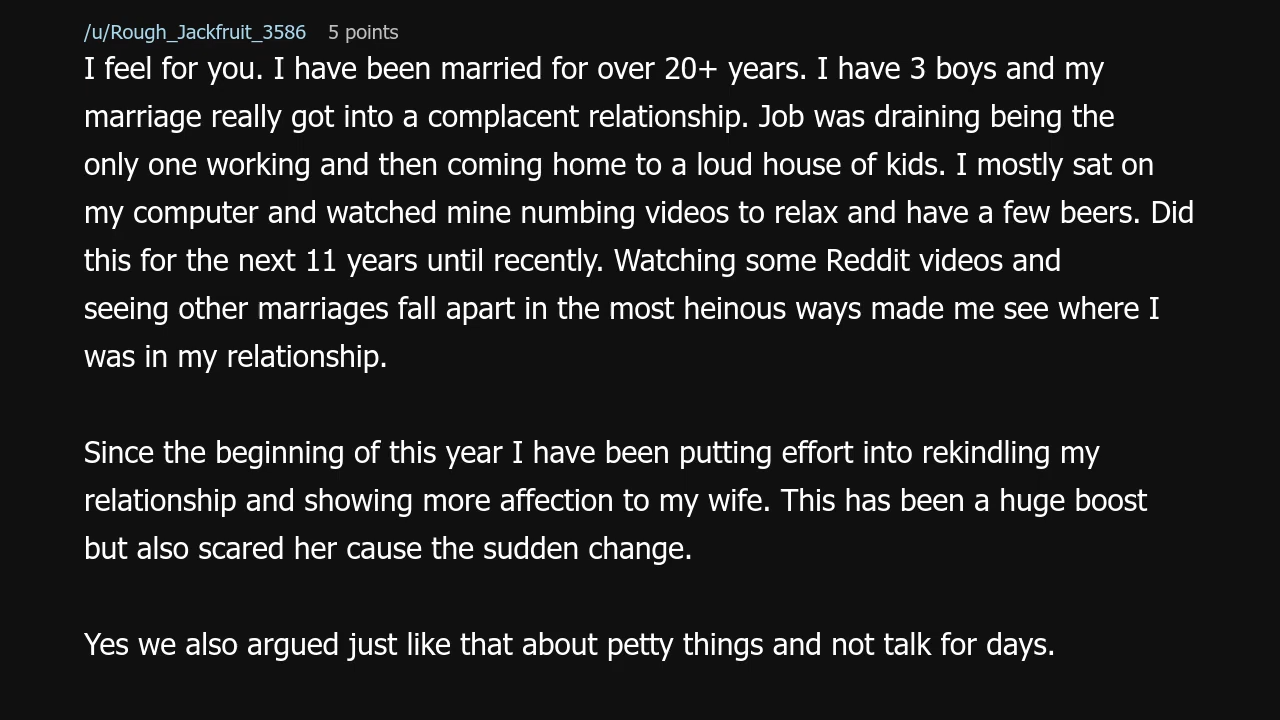 /u/Rough_Jackfruit_3586 5 points
I feel for you. I have been married for over 20+ years. I have 3 boys and my
marriage really got into a complacent relationship. Job was draining being the
only one working and then coming home to a loud house of kids. I mostly sat on
my computer and watched mine numbing videos to relax and have a few beers. Did
this for the next 11 years until recently. Watching some Reddit videos and
seeing other marriages fall apart in the most heinous ways made me see where I
was in my relationship.
Since the beginning of this year I have been putting effort into rekindling my
relationship and showing more affection to my wife. This has been a huge boost
but also scared her cause the sudden change.
Yes we also argued just like that about petty things and not talk for days.